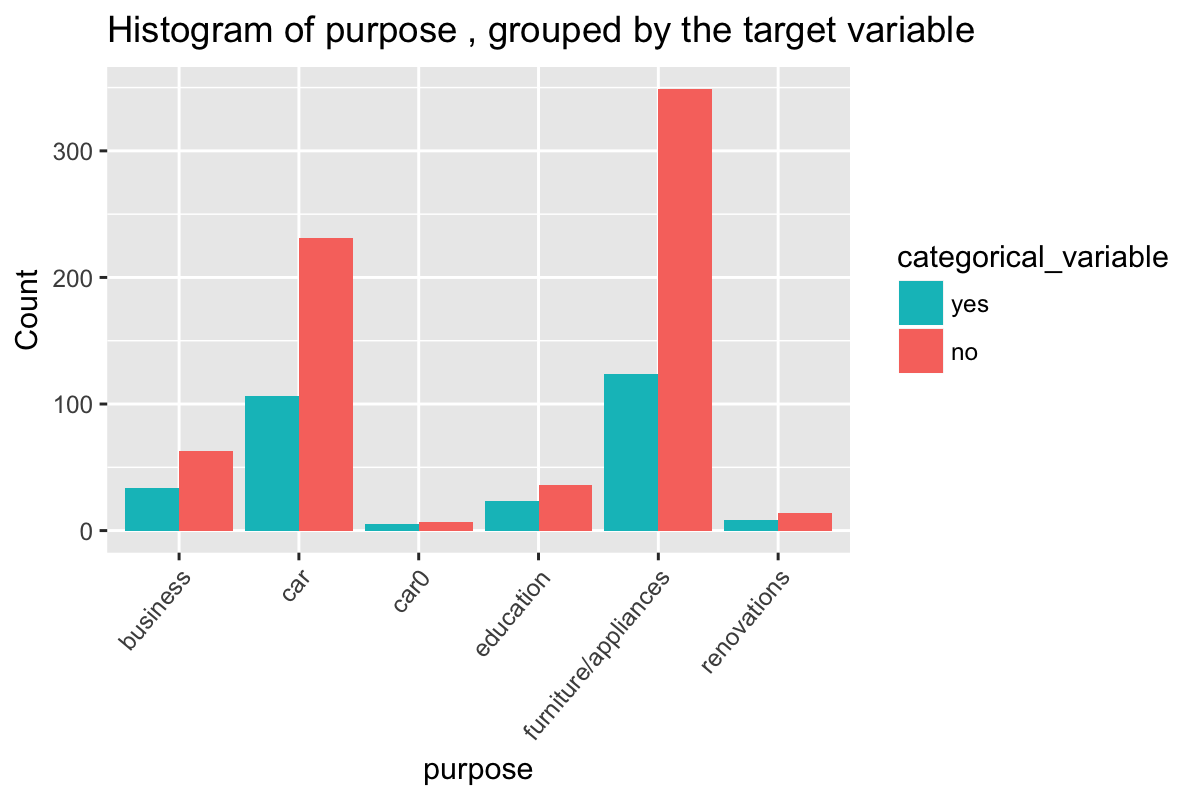 Histogram of purpose , grouped by the target variable
Count
300
200
100
0
business
car
car0
education
furniture/appliances
renovations
purpose
categorical_variable
yes
no